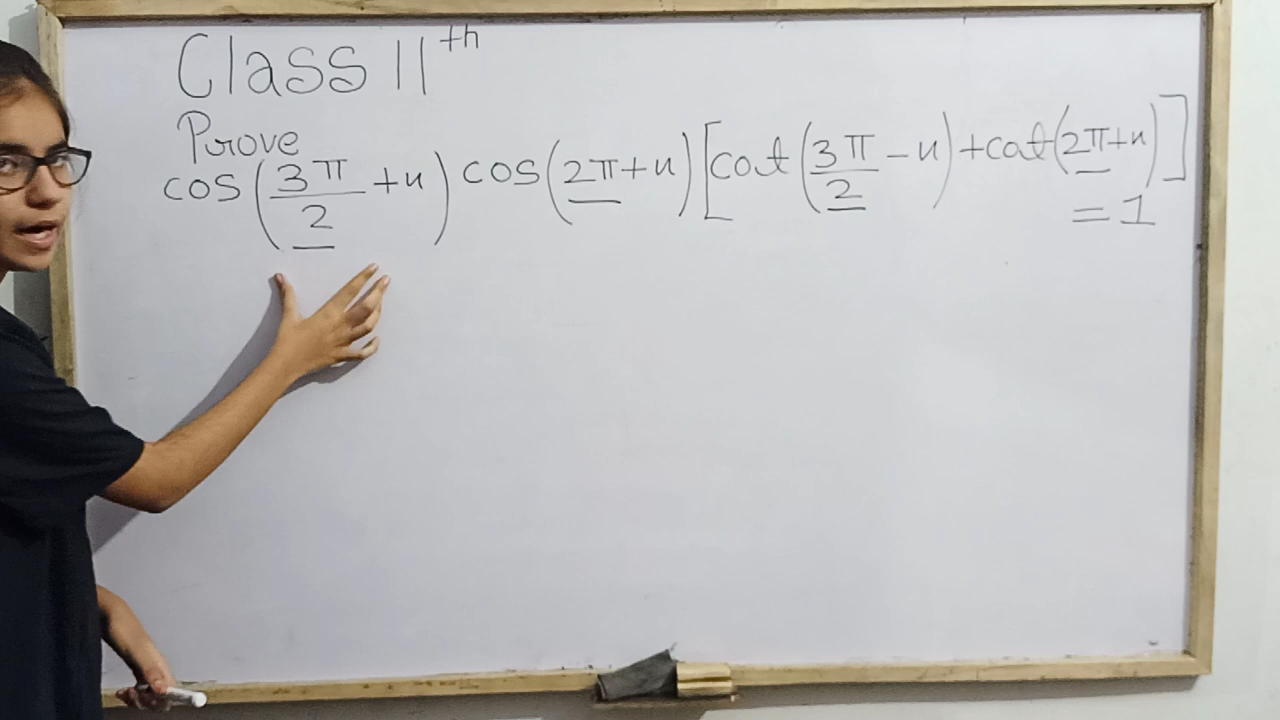 Class 11th
Prove
cos(3π/2 + x) cos(2π + x) [cot(3π/2 - x) + cot(2π + x)]
= 1